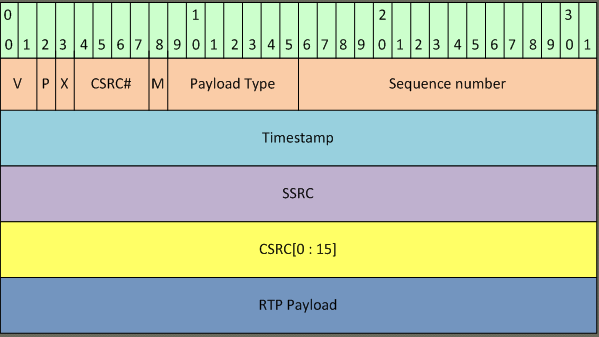 0 1 2 3
0 1 2 3 4 5 6 7 8 9 0 1 2 3 4 5 6 7 8 9 0 1 2 3 4 5 6 7 8 9 0 1
V P X CSRC# M Payload Type Sequence number
Timestamp
SSRC
CSRC[0 : 15]
RTP Payload